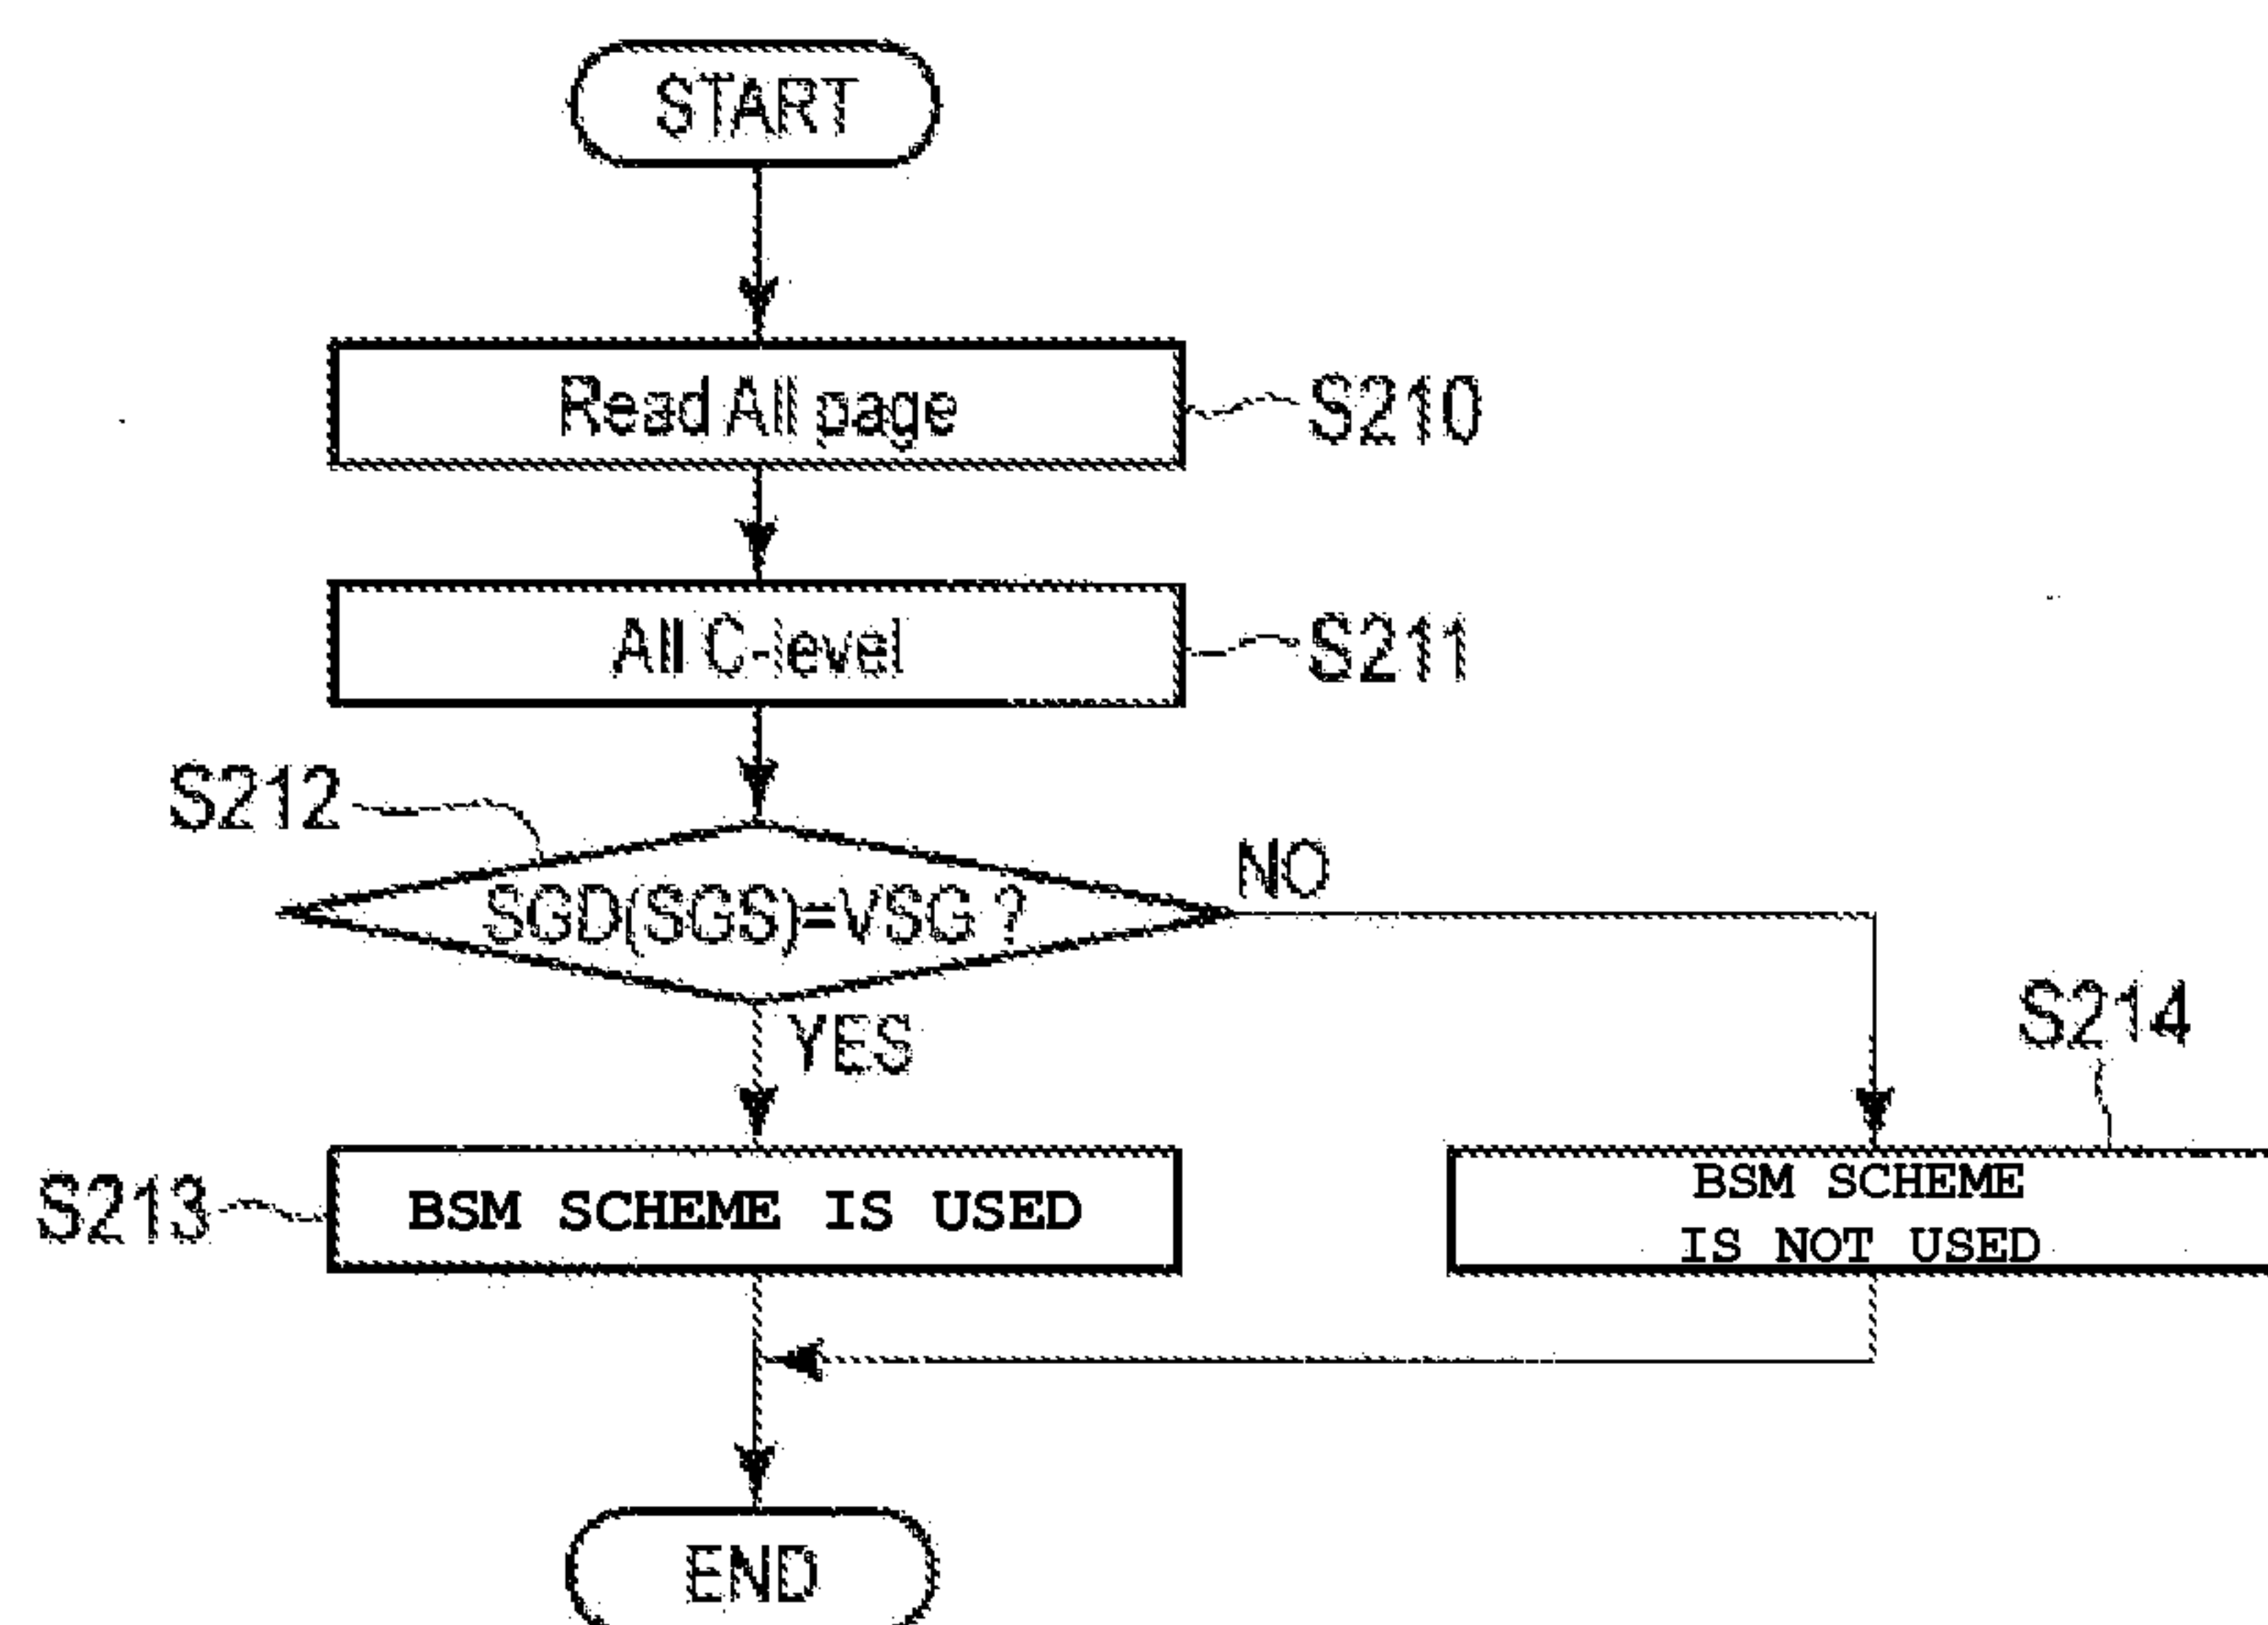 START
Read All page
S210
All C-level
S211
S212
SGD(SGS)=VSG ?
NO
YES
S214
S213
BSM SCHEME IS USED
BSM SCHEME
IS NOT USED
END